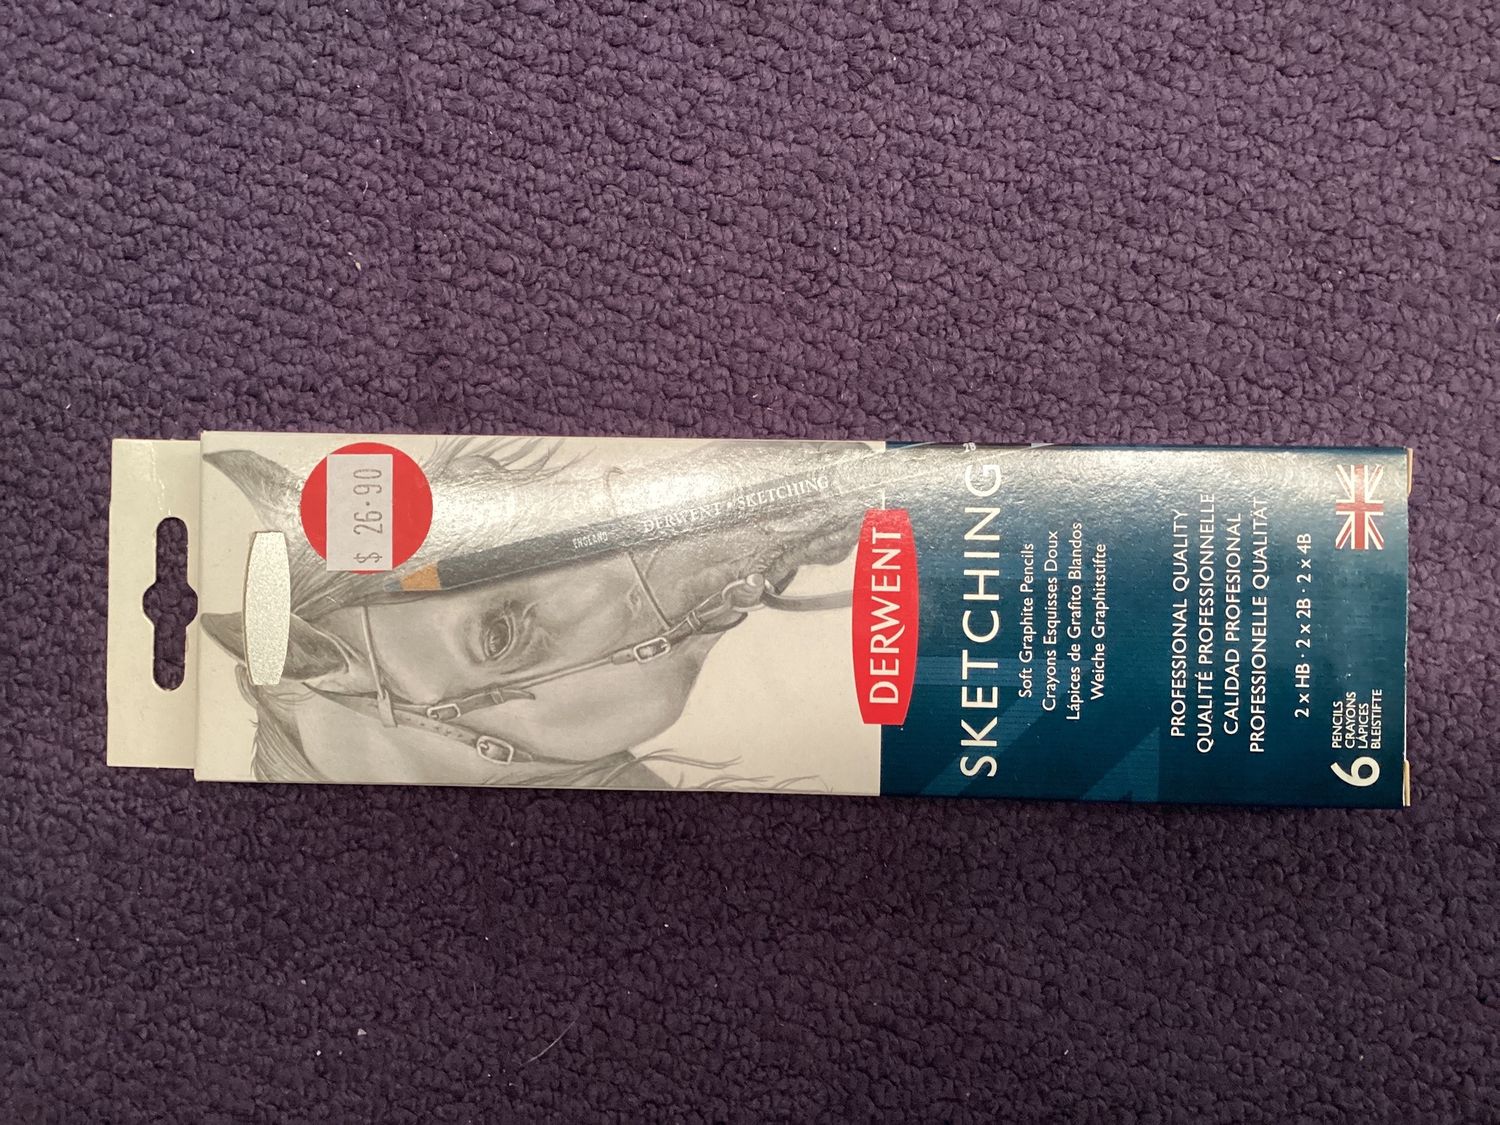 $ 26.90
ENGLAND
DERWENT SKETCHING
DERWENT
SKETCHING
Soft Graphite Pencils
Crayons Esquisses Doux
Lápices de Grafito Blandos
Weiche Graphitstifte
PROFESSIONAL QUALITY
QUALITÉ PROFESSIONNELLE
CALIDAD PROFESIONAL
PROFESSIONELLE QUALITÄT
2 x HB · 2 x 2B · 2 x 4B
6
PENCILS
CRAYONS
LÁPICES
BLEISTIFTE